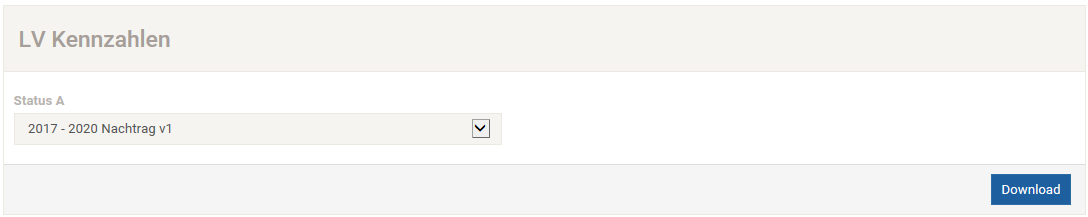 LV Kennzahlen
Status A
2017 - 2020 Nachtrag v1
Download